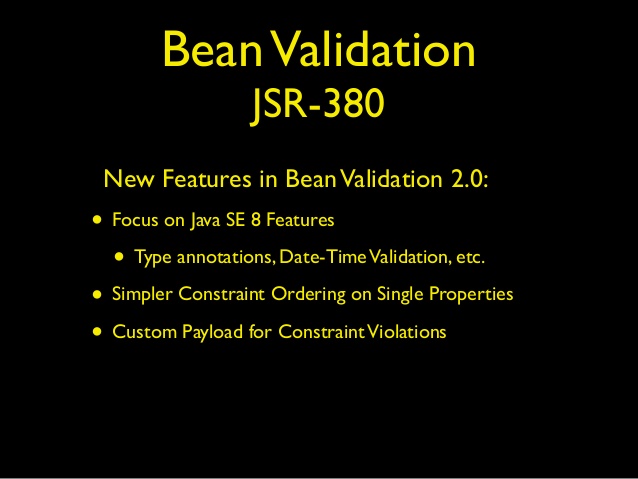 Bean Validation
JSR-380
New Features in Bean Validation 2.0:
• Focus on Java SE 8 Features
• Type annotations, Date-Time Validation, etc.
• Simpler Constraint Ordering on Single Properties
• Custom Payload for Constraint Violations